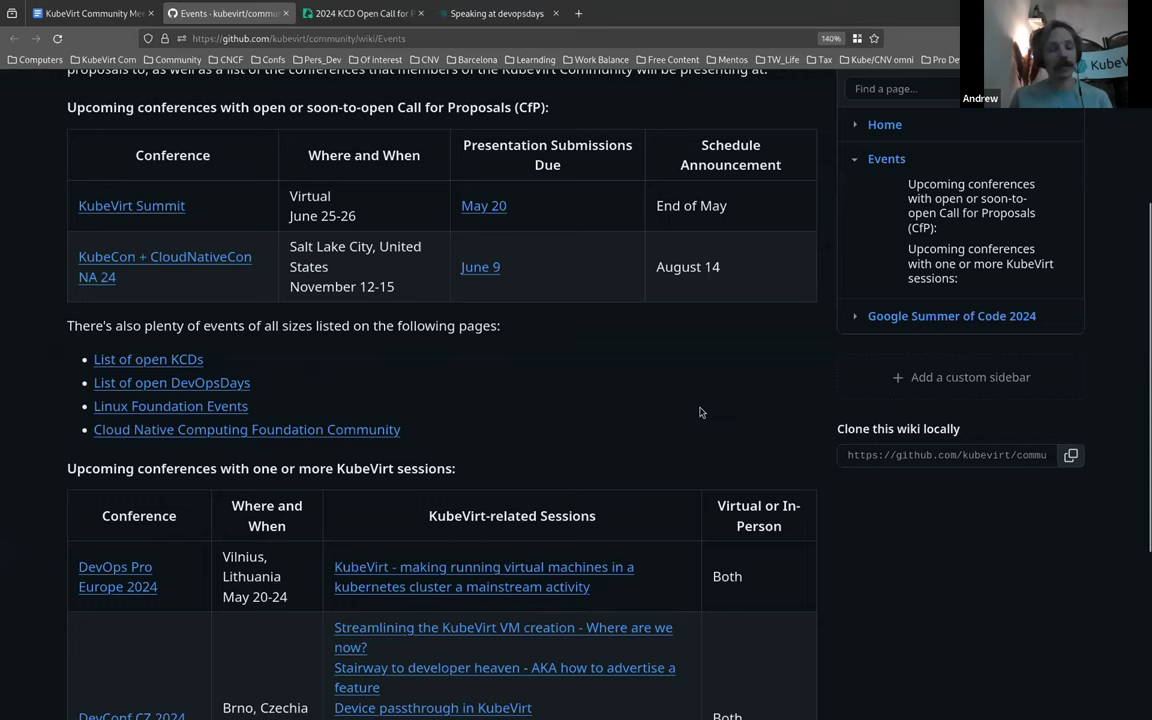 KubeVirt Community Me
Events · kubevirt/commu
2024 KCD Open Call for P
Speaking at devopsdays
https://github.com/kubevirt/community/wiki/Events
140%
Computers
KubeVirt Com
Community
CNCF
Confs
Pers_Dev
Of interest
CNV
Barcelona
Learnding
Work Balance
Free Content
Mentos
TW_Life
Tax
Kube/CNV omni
Pro De
proposals to, as well as a list of the conferences that members of the KubeVirt Community will be presenting at.
Upcoming conferences with open or soon-to-open Call for Proposals (CfP):
Conference
Where and When
Presentation Submissions
Due
Schedule
Announcement
KubeVirt Summit
Virtual
June 25-26
May 20
End of May
KubeCon + CloudNativeCon
NA 24
Salt Lake City, United
States
November 12-15
June 9
August 14
There's also plenty of events of all sizes listed on the following pages:
List of open KCDs
List of open DevOpsDays
Linux Foundation Events
Cloud Native Computing Foundation Community
Upcoming conferences with one or more KubeVirt sessions:
Conference
Where and
When
KubeVirt-related Sessions
Virtual or In-
Person
DevOps Pro
Europe 2024
Vilnius,
Lithuania
May 20-24
KubeVirt - making running virtual machines in a
kubernetes cluster a mainstream activity
Both
DevConf CZ 2024
Brno, Czechia
Streamlining the KubeVirt VM creation - Where are we
now?
Stairway to developer heaven - AKA how to advertise a
feature
Device passthrough in KubeVirt
Both
Find a page...
Home
Events
Upcoming conferences
with open or soon-to-
open Call for Proposals
(CfP):
Upcoming conferences
with one or more KubeVirt
sessions:
Google Summer of Code 2024
Add a custom sidebar
Clone this wiki locally
https://github.com/kubevirt/commu
Andrew
KubeV